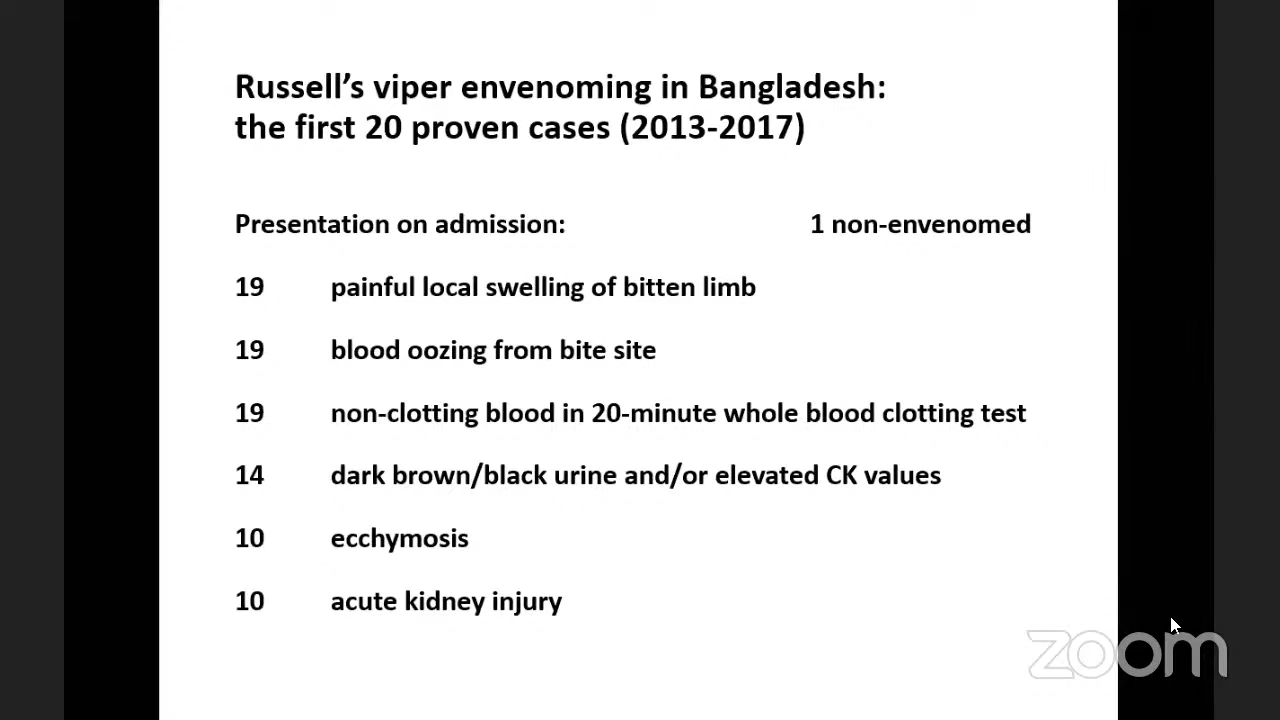 Russell’s viper envenoming in Bangladesh:
the first 20 proven cases (2013-2017)
Presentation on admission: 1 non-envenomed
19 painful local swelling of bitten limb
19 blood oozing from bite site
19 non-clotting blood in 20-minute whole blood clotting test
14 dark brown/black urine and/or elevated CK values
10 ecchymosis
10 acute kidney injury
zoom